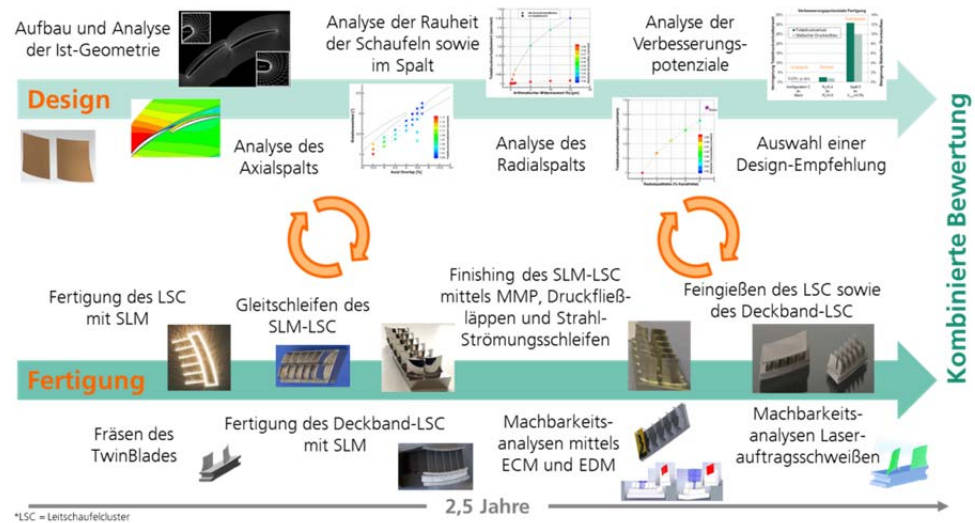 Aufbau und Analyse
der Ist-Geometrie
Analyse der Rauheit
der Schaufeln sowie
im Spalt
Analyse der
Verbesserungs-
potenziale
Verbesserungspotenziale Fertigung
Design
Analyse des
Axialspalts
Axial Overlap [%]
Analyse des
Radialspalts
Auswahl einer
Design-Empfehlung
Kombinierte Bewertung
Fertigung des LSC
mit SLM
Gleitschleifen des
SLM-LSC
Finishing des SLM-LSC
mittels MMP, Druckfließ-
läppen und Strahl-
Strömungsschleifen
Feingießen des LSC sowie
des Deckband-LSC
Fertigung
Fräsen des
TwinBlades
Fertigung des Deckband-LSC
mit SLM
Machbarkeits-
analysen mittels
ECM und EDM
Machbarkeits-
analysen Laser-
auftragsschweißen
2,5 Jahre
*LSC = Leitschaufelcluster